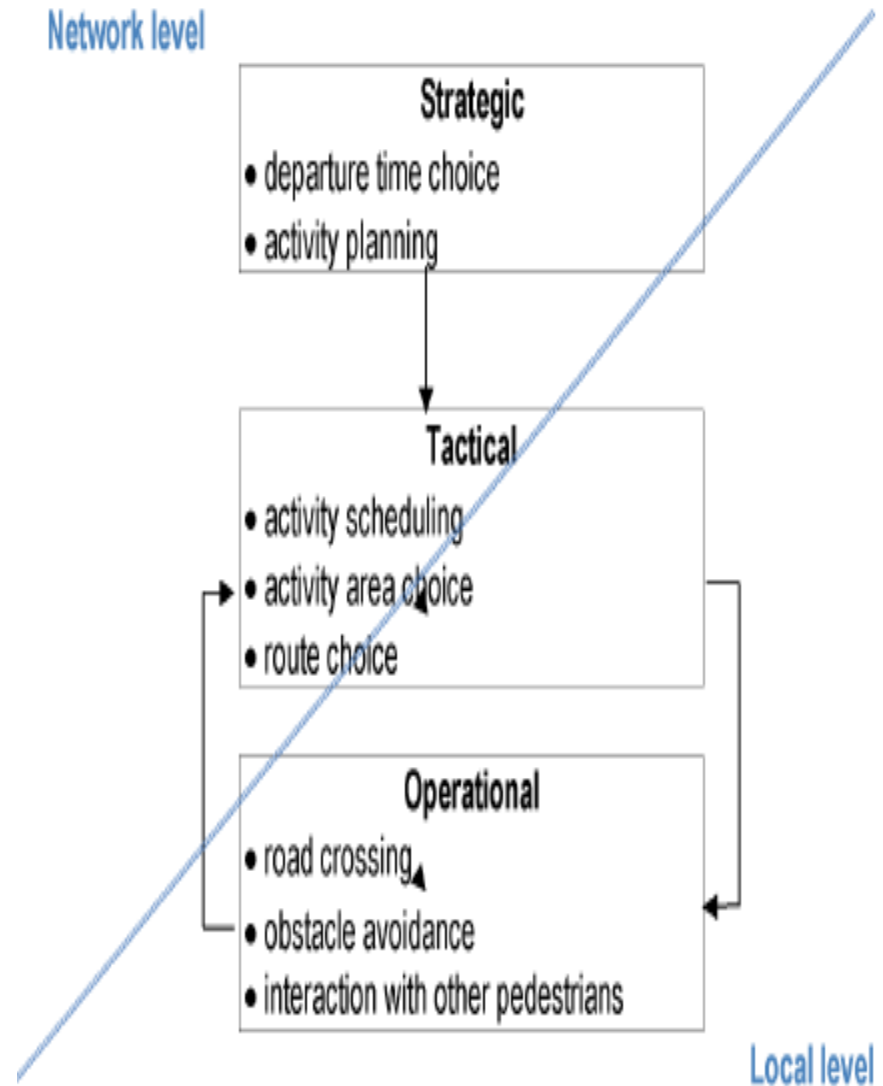 Network level
Strategic
• departure time choice
• activity planning
Tactical
• activity scheduling
• activity area choice
• route choice
Operational
• road crossing
• obstacle avoidance
• interaction with other pedestrians
Local level